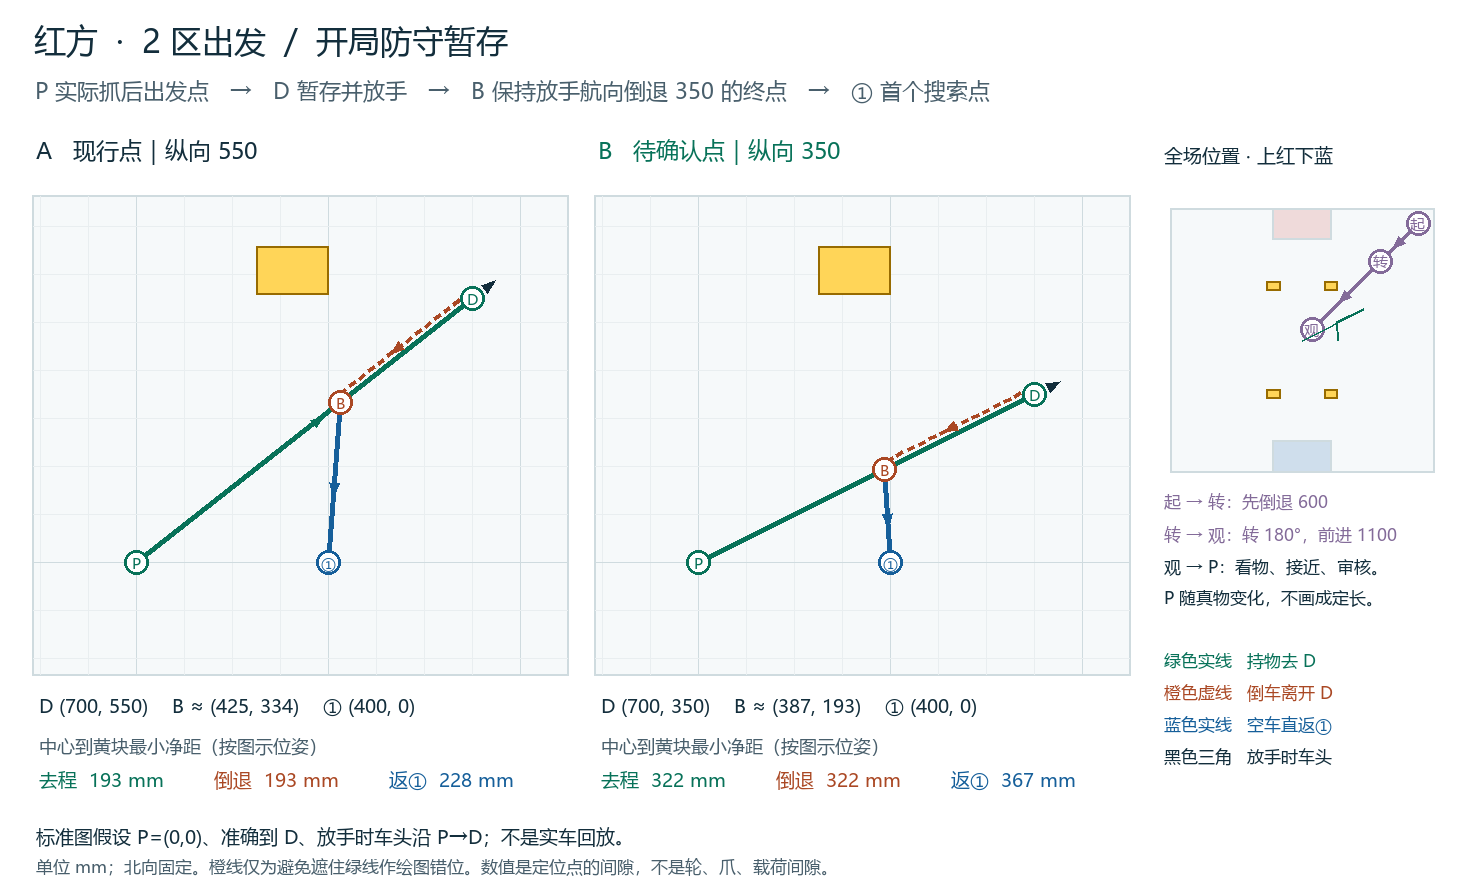 红方 · 2 区出发 / 开局防守暂存
P 实际抓后出发点 → D 暂存并放手 → B 保持放手航向倒退 350 的终点 → ① 首个搜索点
A 现行点｜纵向 550
D
B
P
①
D (700, 550) B ≈ (425, 334) ① (400, 0)
中心到黄块最小净距（按图示位姿）
去程 193 mm 倒退 193 mm 返① 228 mm
B 待确认点｜纵向 350
D
B
P
①
D (700, 350) B ≈ (387, 193) ① (400, 0)
中心到黄块最小净距（按图示位姿）
去程 322 mm 倒退 322 mm 返① 367 mm
全场位置 · 上红下蓝
起
转
观
起 → 转：先倒退 600
转 → 观：转 180°，前进 1100
观 → P：看物、接近、审核。
P 随真物变化，不画成定长。
绿色实线 持物去 D
橙色虚线 倒车离开 D
蓝色实线 空车直返①
黑色三角 放手时车头
标准图假设 P=(0,0)、准确到 D、放手时车头沿 P→D；不是实车回放。
单位 mm；北向固定。橙线仅为避免遮住绿线作绘图错位。数值是定位点的间隙，不是轮、爪、载荷间隙。